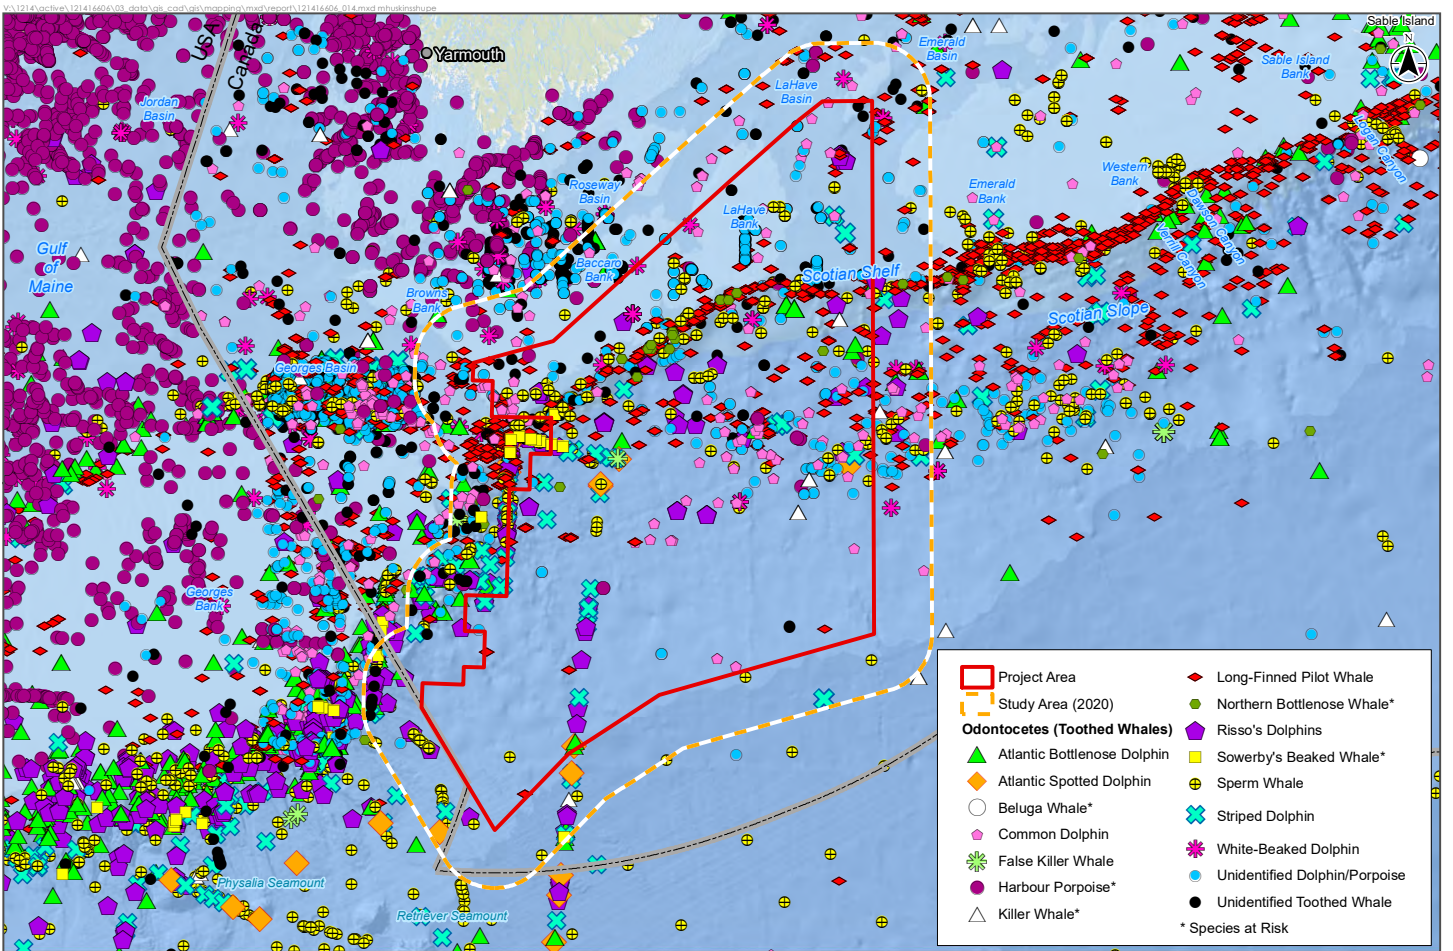 V:\1214\active\121416606\03_data\gis_cad\gis\mapping\mxd\report\121416606_014.mxd mhuskinsshupe
Sable Island
N
USA
Canada
Yarmouth
Emerald
Basin
Sable Island
Bank
LaHave
Basin
Jordan
Basin
Logan Canyon
Western
Bank
Roseway
Basin
Emerald
Bank
Dawson Canyon
LaHave
Bank
Verrill Canyon
Gulf
of
Maine
Baccaro
Bank
Scotian Shelf
Browns
Bank
Scotian Slope
Georges Basin
Georges
Bank
Physalia Seamount
Retriever Seamount
Project Area
Study Area (2020)
Odontocetes (Toothed Whales)
Atlantic Bottlenose Dolphin
Atlantic Spotted Dolphin
Beluga Whale*
Common Dolphin
False Killer Whale
Harbour Porpoise*
Killer Whale*
Long-Finned Pilot Whale
Northern Bottlenose Whale*
Risso's Dolphins
Sowerby's Beaked Whale*
Sperm Whale
Striped Dolphin
White-Beaked Dolphin
Unidentified Dolphin/Porpoise
Unidentified Toothed Whale
* Species at Risk